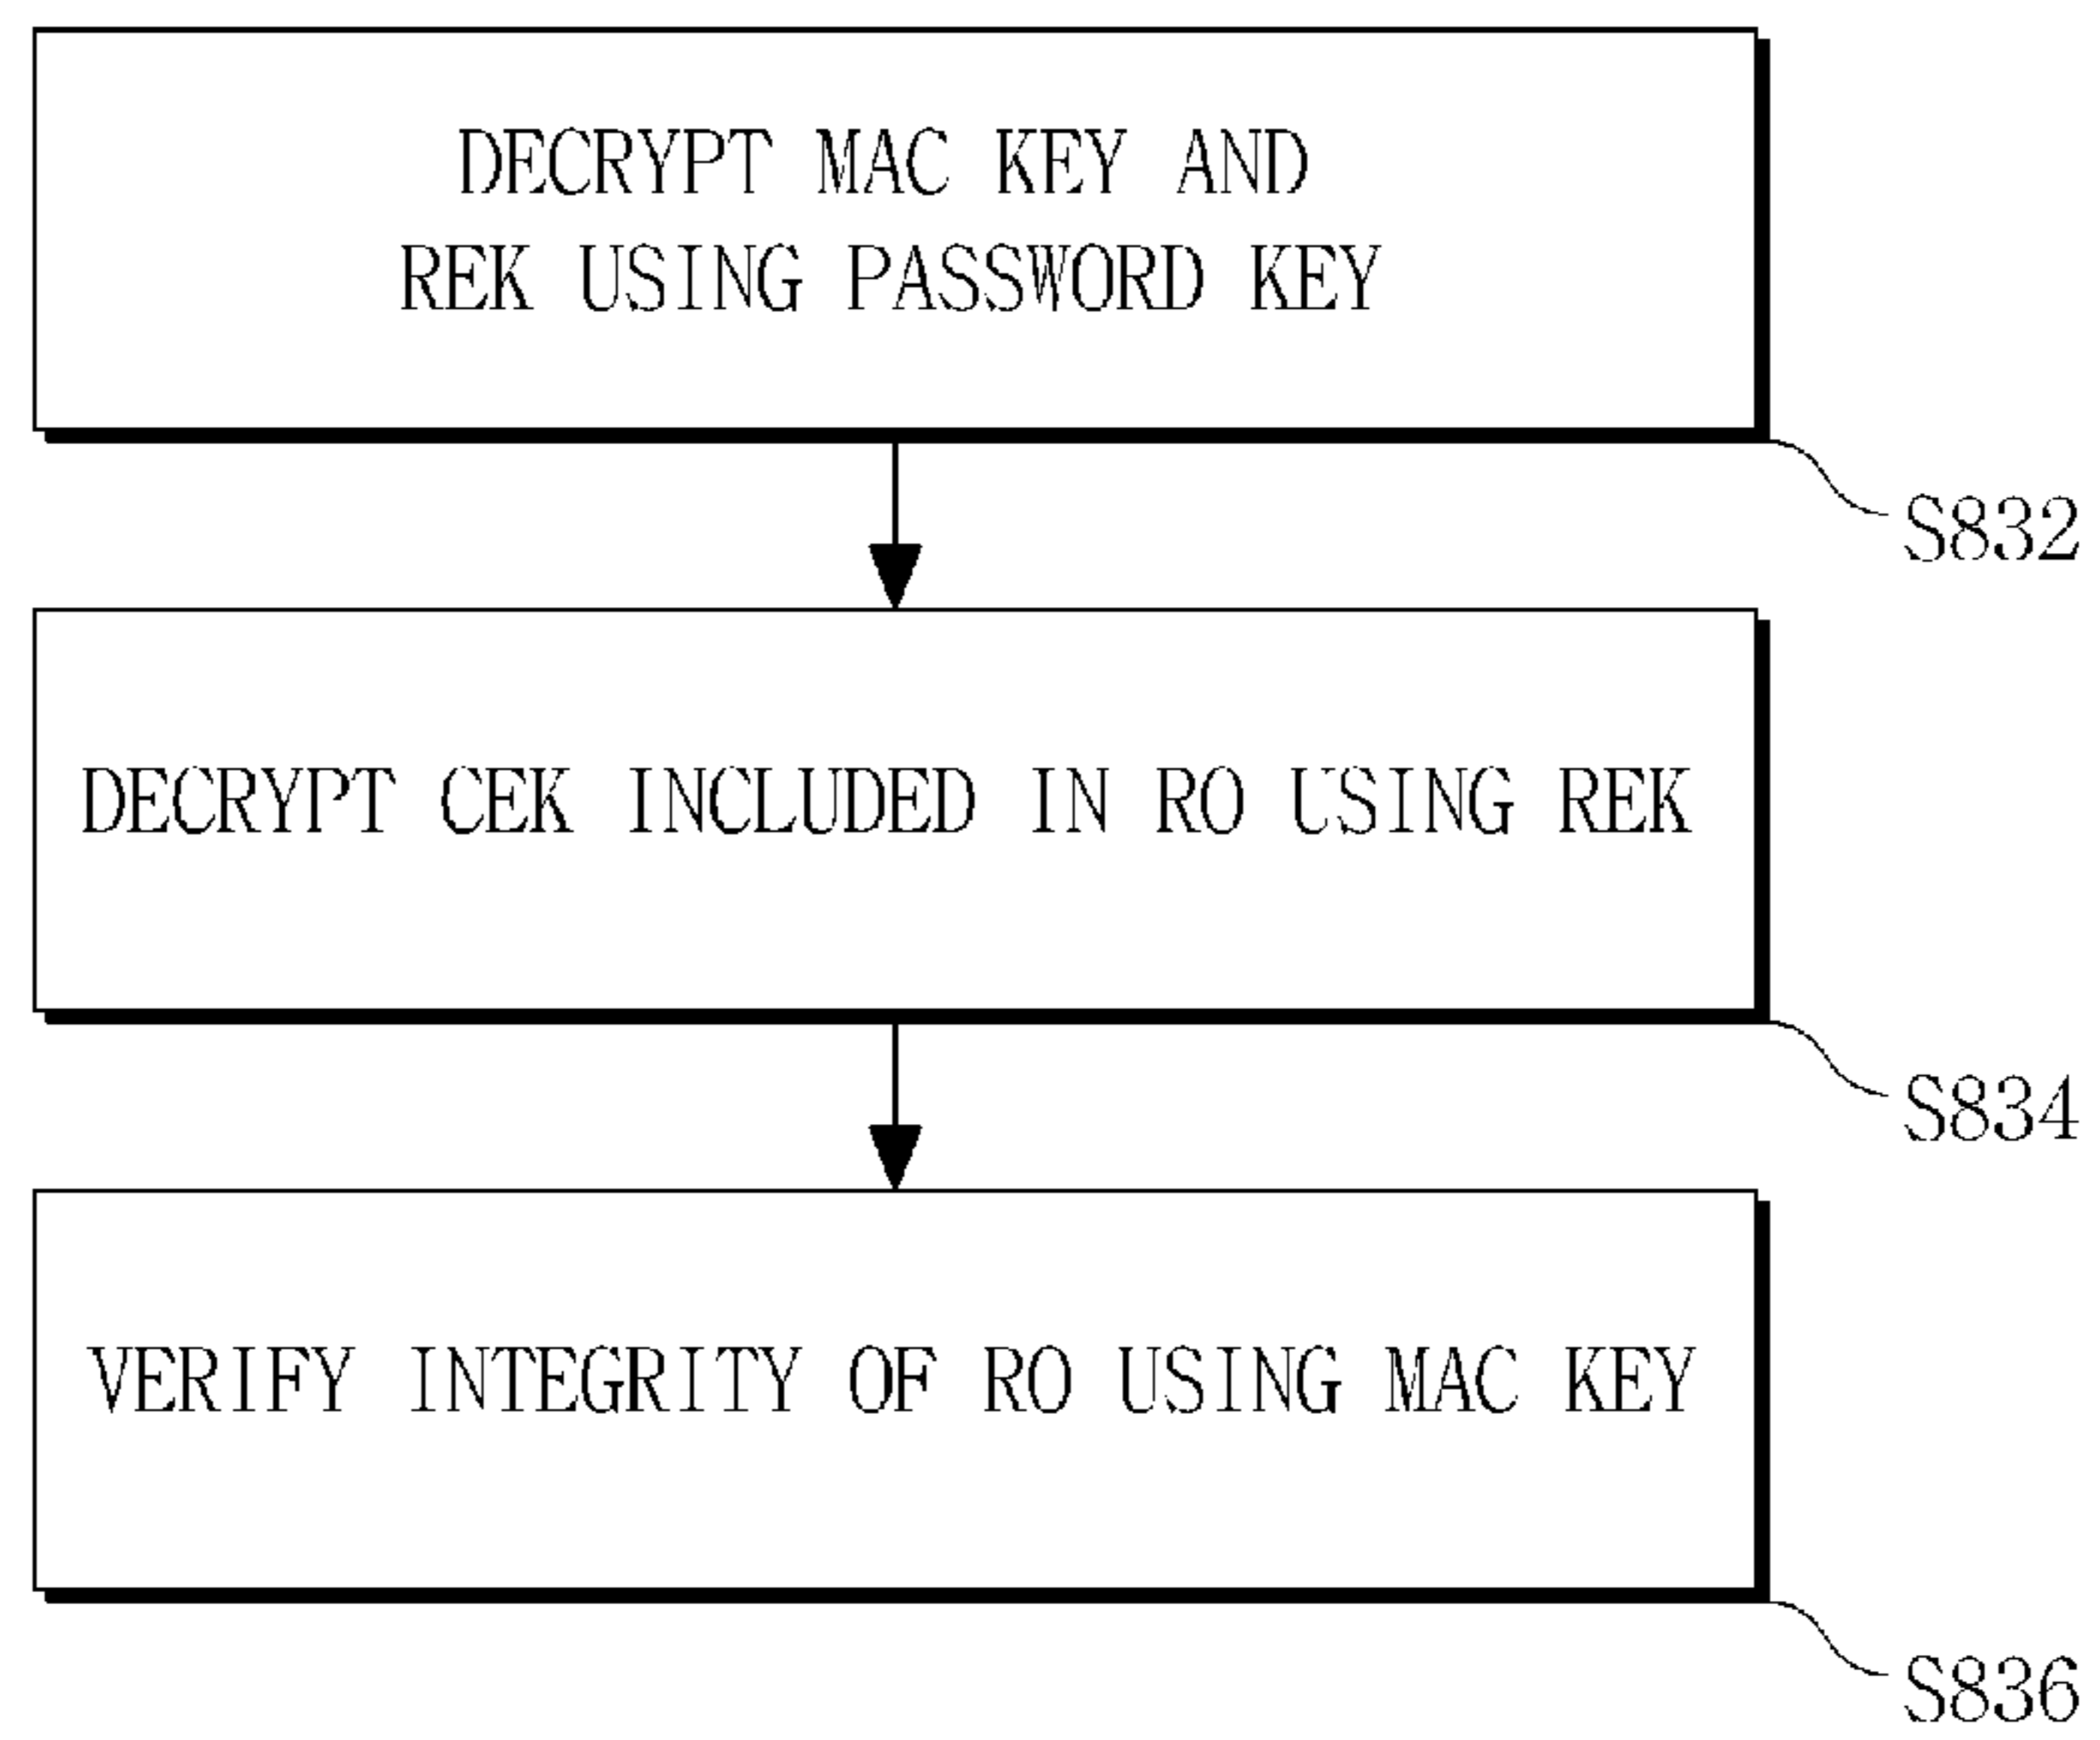 DECRYPT MAC KEY AND
REK USING PASSWORD KEY
S832
DECRYPT CEK INCLUDED IN RO USING REK
S834
VERIFY INTEGRITY OF RO USING MAC KEY
S836